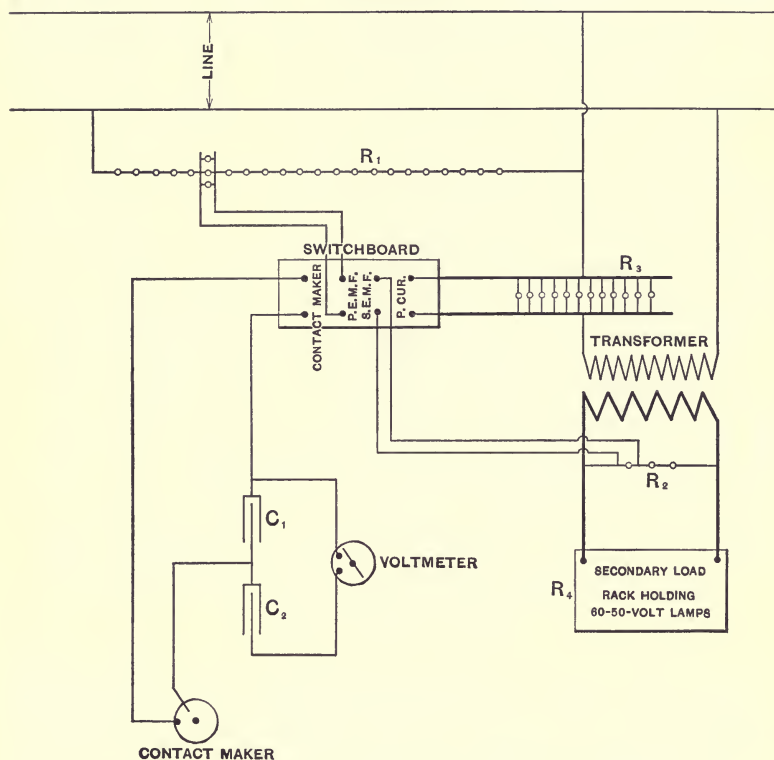 LINE
R1
SWITCHBOARD
CONTACT MAKER
P.E.M.F.
S.E.M.F.
P. CUR.
R3
TRANSFORMER
R2
C1
VOLTMETER
C2
R4
SECONDARY LOAD
RACK HOLDING
60-50-VOLT LAMPS
CONTACT MAKER